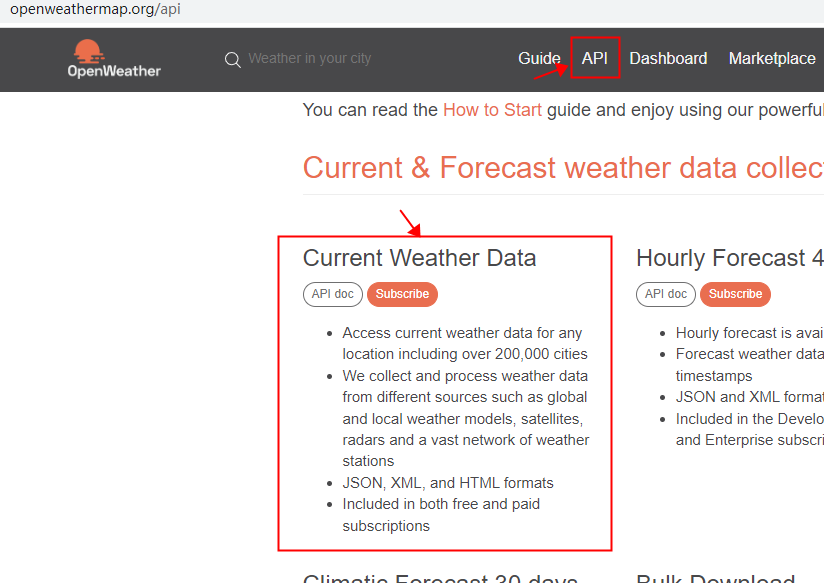 openweathermap.org/api
OpenWeather
Weather in your city
Guide API Dashboard Marketplace
You can read the How to Start guide and enjoy using our powerful
Current & Forecast weather data collec
Current Weather Data
API doc Subscribe
Access current weather data for any
location including over 200,000 cities
We collect and process weather data
from different sources such as global
and local weather models, satellites,
radars and a vast network of weather
stations
JSON, XML, and HTML formats
Included in both free and paid
subscriptions
Hourly Forecast 4
API doc Subscribe
Hourly forecast is avai
Forecast weather data
timestamps
JSON and XML format
Included in the Develo
and Enterprise subscri
Climatic Forecast 30 days
Bulk Download